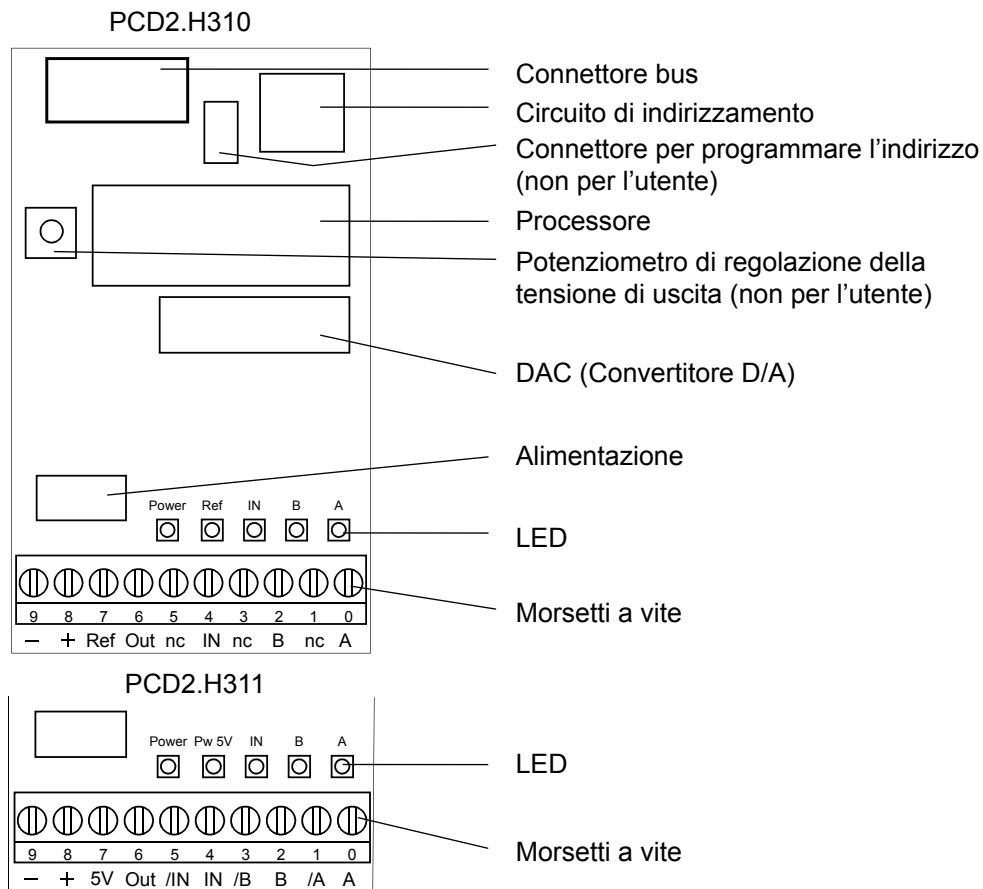 PCD2.H310
Connettore bus
Circuito di indirizzamento
Connettore per programmare l'indirizzo
(non per l'utente)
Processore
Potenziometro di regolazione della
tensione di uscita (non per l'utente)
DAC (Convertitore D/A)
Alimentazione
Power Ref IN B A
LED
Morsetti a vite
9 8 7 6 5 4 3 2 1 0
– + Ref Out nc IN nc B nc A
PCD2.H311
Power Pw 5V IN B A
LED
Morsetti a vite
9 8 7 6 5 4 3 2 1 0
– + 5V Out /IN IN /B B /A A